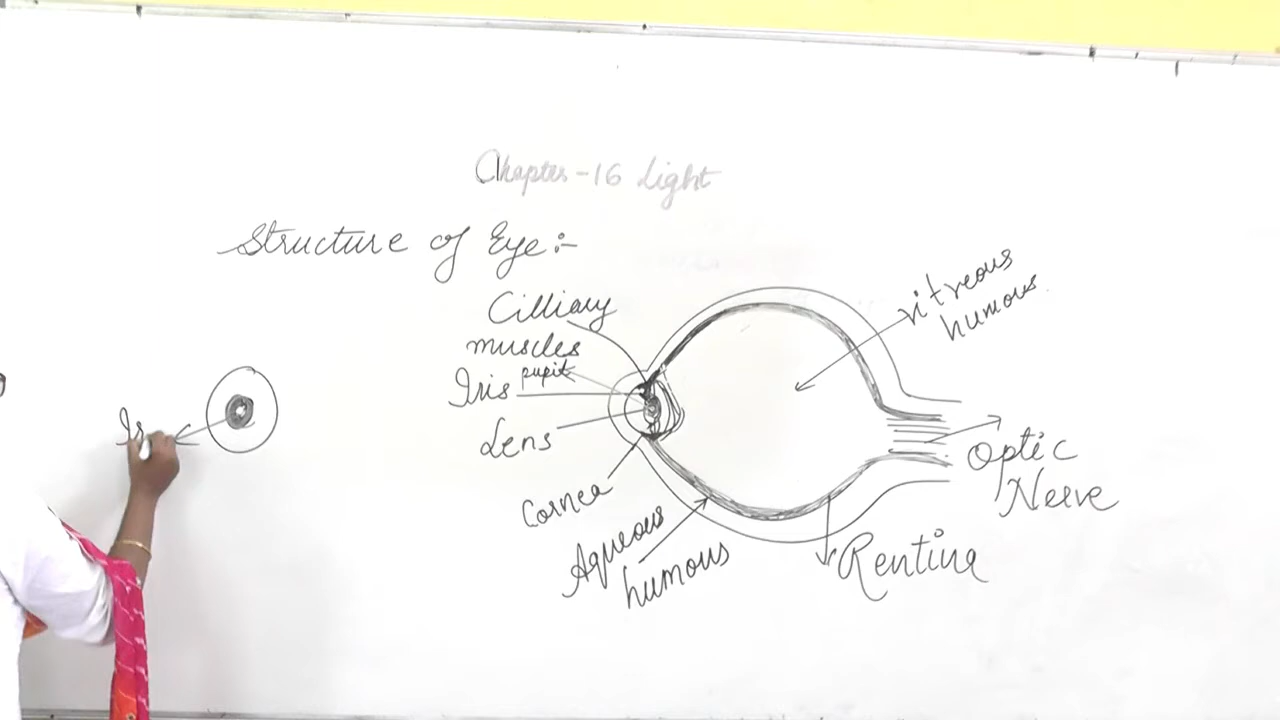 Chapter-16 Light
Structure of Eye:-
Cilliary
muscles
pupil
Iris
Lens
Cornea
Aqueous
humous
vitreous
humous
Optic
Nerve
Rentina
Ir